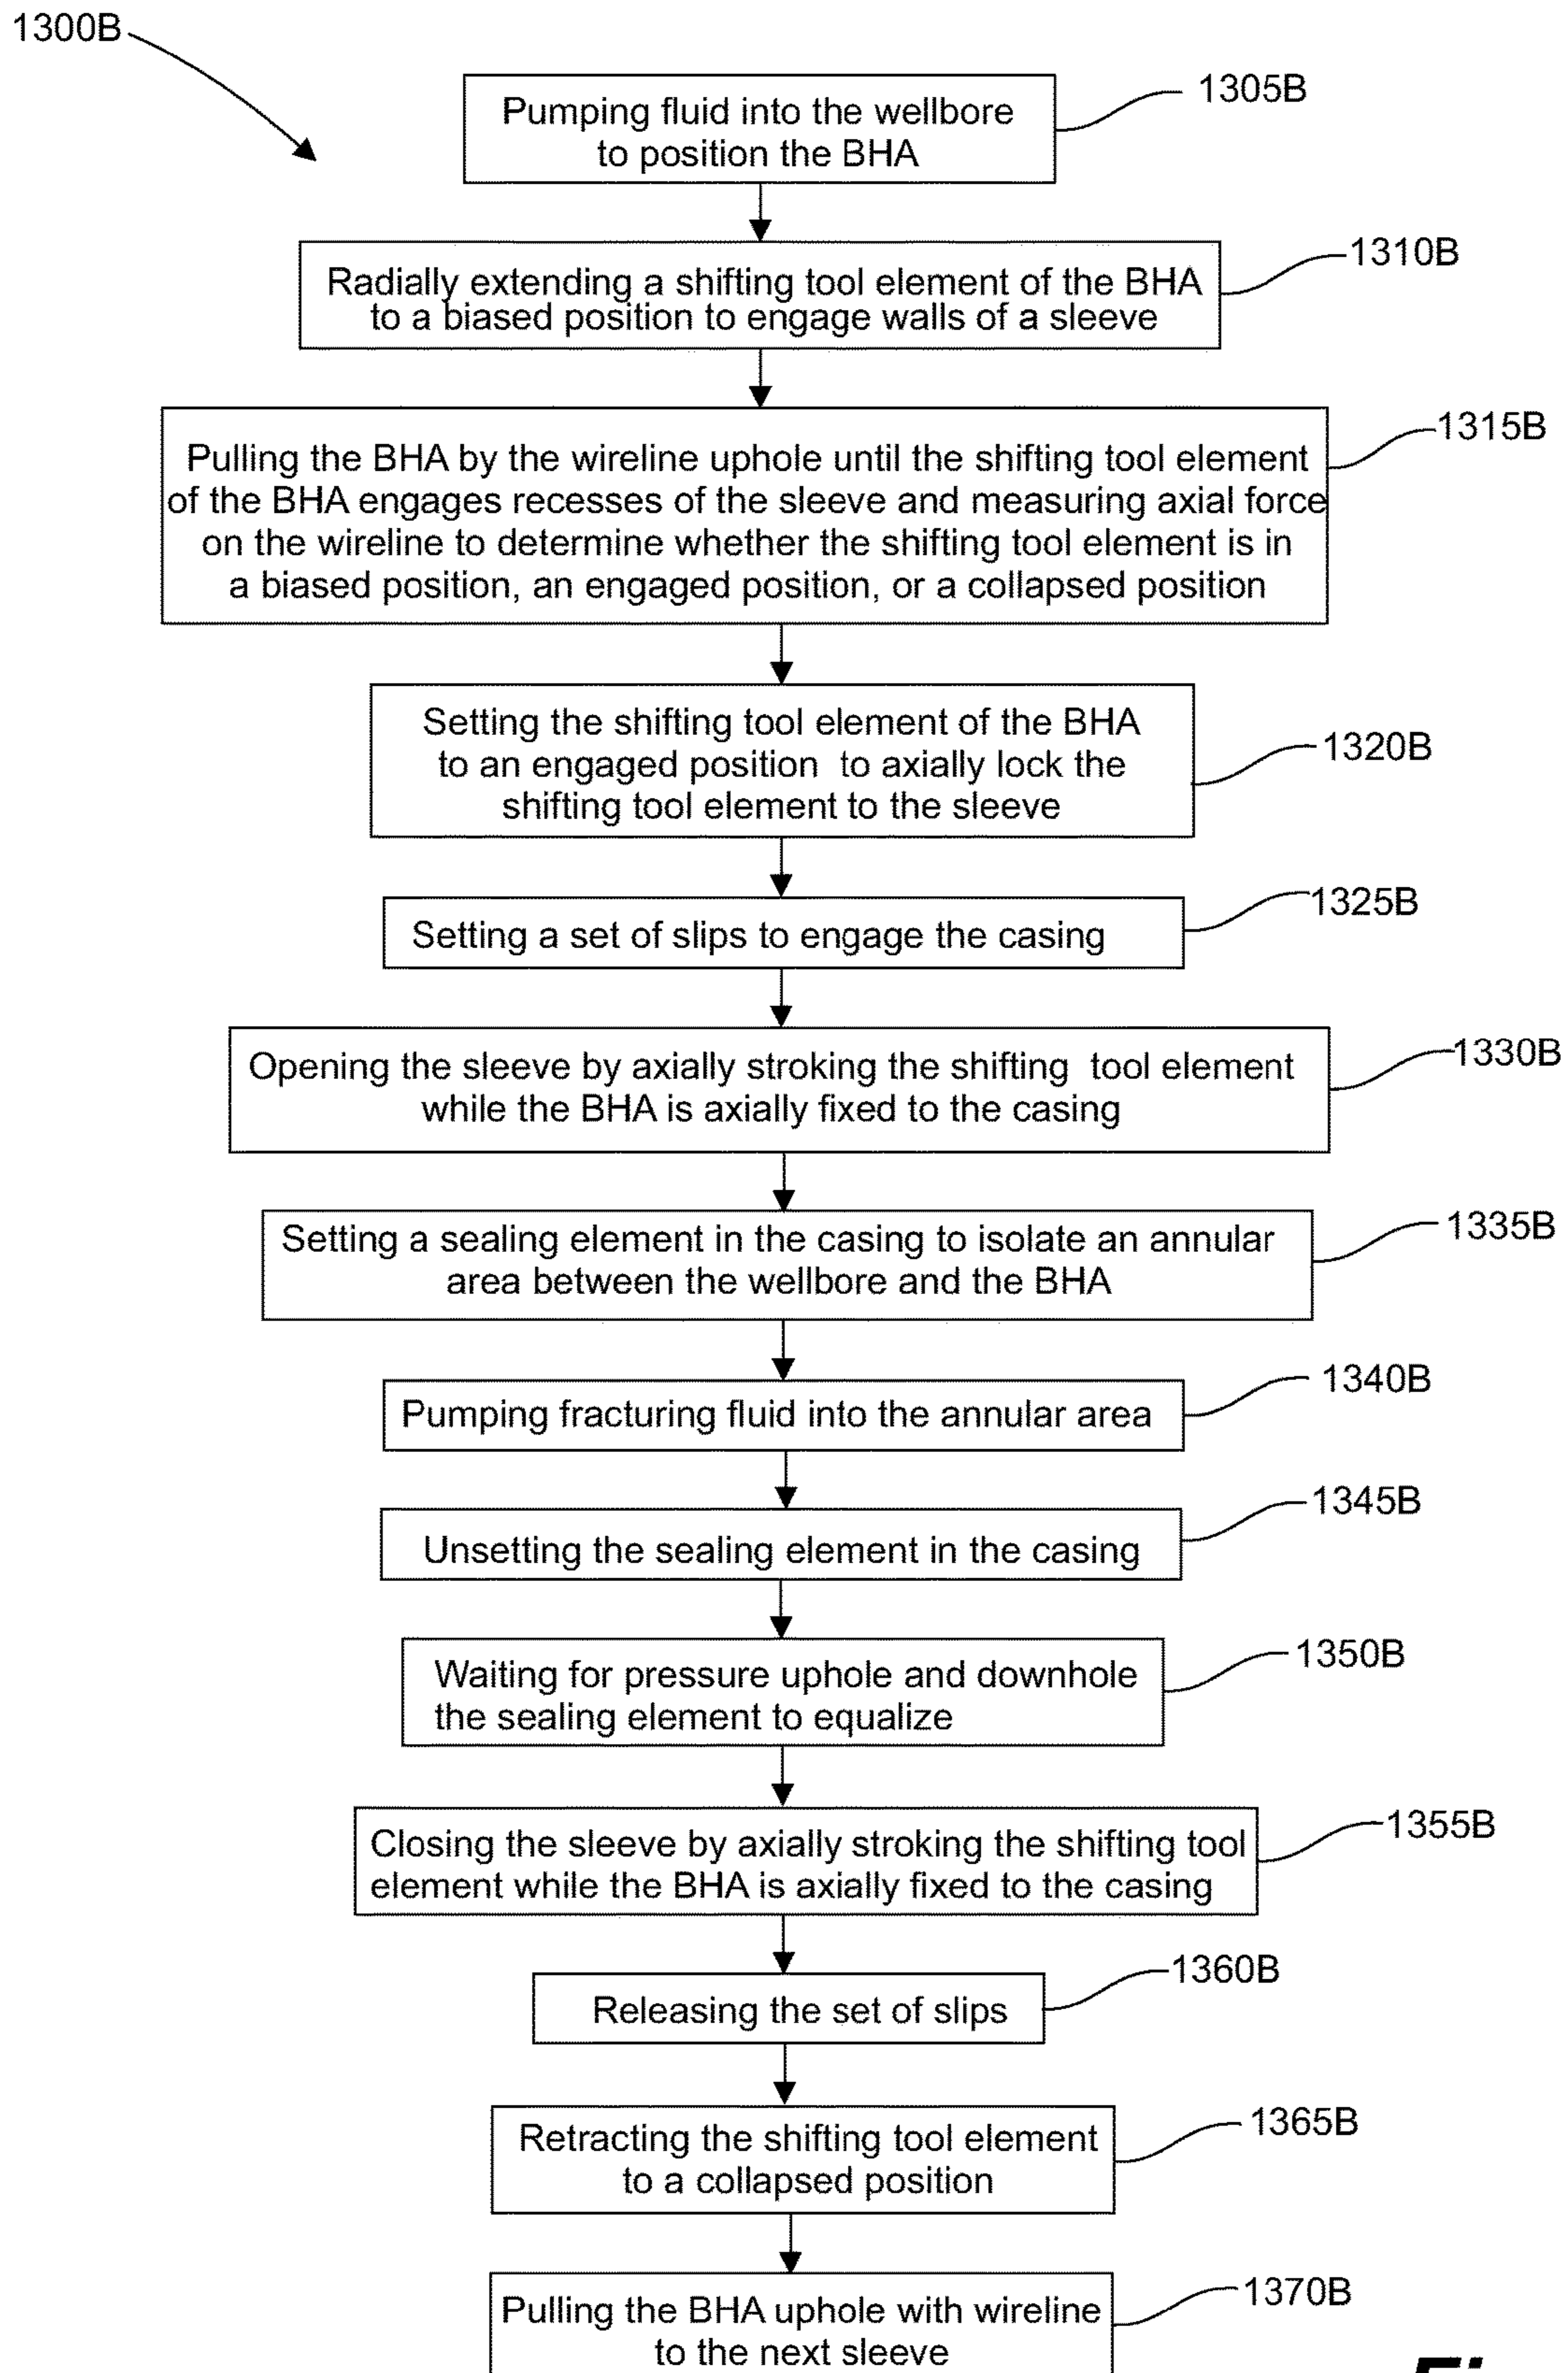 1300B
Pumping fluid into the wellbore
to position the BHA
1305B
Radially extending a shifting tool element of the BHA
to a biased position to engage walls of a sleeve
1310B
Pulling the BHA by the wireline uphole until the shifting tool element
of the BHA engages recesses of the sleeve and measuring axial force
on the wireline to determine whether the shifting tool element is in
a biased position, an engaged position, or a collapsed position
1315B
Setting the shifting tool element of the BHA
to an engaged position to axially lock the
shifting tool element to the sleeve
1320B
Setting a set of slips to engage the casing
1325B
Opening the sleeve by axially stroking the shifting tool element
while the BHA is axially fixed to the casing
1330B
Setting a sealing element in the casing to isolate an annular
area between the wellbore and the BHA
1335B
Pumping fracturing fluid into the annular area
1340B
Unsetting the sealing element in the casing
1345B
Waiting for pressure uphole and downhole
the sealing element to equalize
1350B
Closing the sleeve by axially stroking the shifting tool
element while the BHA is axially fixed to the casing
1355B
Releasing the set of slips
1360B
Retracting the shifting tool element
to a collapsed position
1365B
Pulling the BHA uphole with wireline
to the next sleeve
1370B